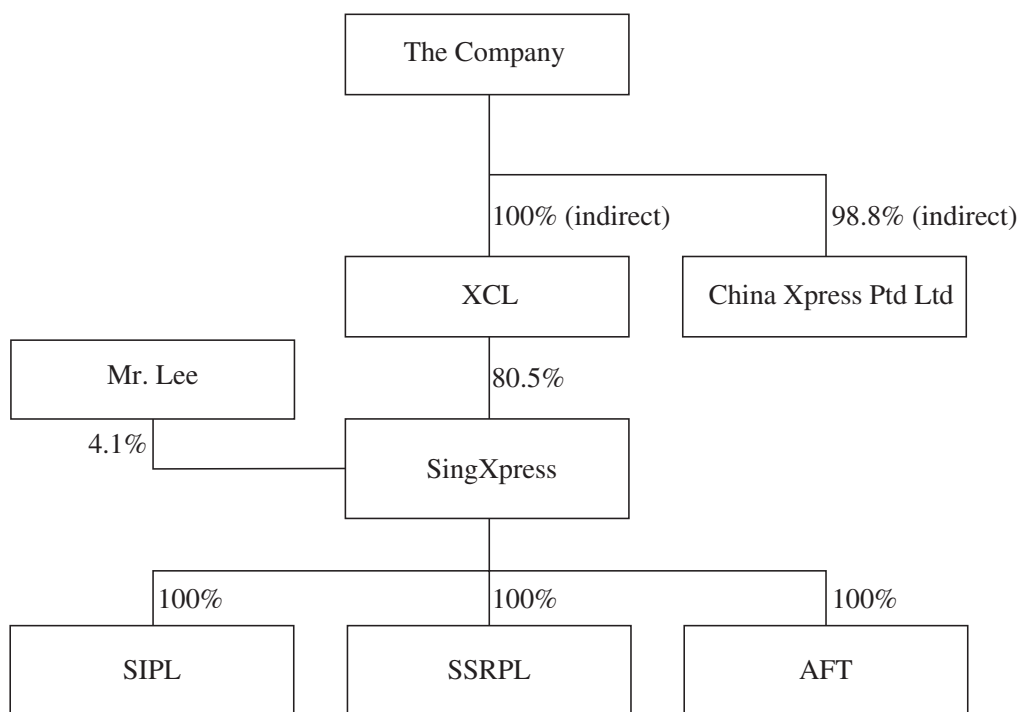 The Company
100% (indirect)
98.8% (indirect)
XCL
China Xpress Ptd Ltd
Mr. Lee
80.5%
4.1%
SingXpress
100%
100%
100%
SIPL
SSRPL
AFT